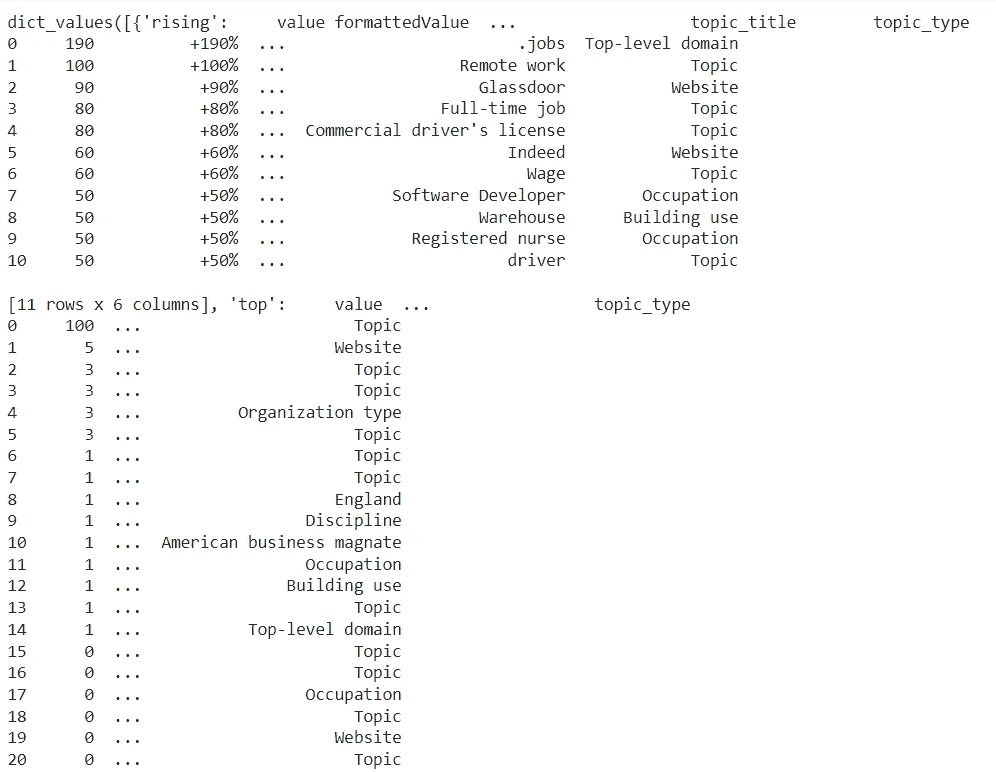 dict_values([{'rising':     value formattedValue  ...                  topic_title        topic_type
0     190          +190%  ...                        .jobs  Top-level domain
1     100          +100%  ...                  Remote work             Topic
2      90           +90%  ...                    Glassdoor           Website
3      80           +80%  ...                Full-time job             Topic
4      80           +80%  ...  Commercial driver's license             Topic
5      60           +60%  ...                       Indeed           Website
6      60           +60%  ...                         Wage             Topic
7      50           +50%  ...           Software Developer        Occupation
8      50           +50%  ...                    Warehouse      Building use
9      50           +50%  ...             Registered nurse        Occupation
10     50           +50%  ...                       driver             Topic
[11 rows x 6 columns], 'top':     value  ...                 topic_type
0     100  ...                      Topic
1       5  ...                    Website
2       3  ...                      Topic
3       3  ...                      Topic
4       3  ...          Organization type
5       3  ...                      Topic
6       1  ...                      Topic
7       1  ...                      Topic
8       1  ...                    England
9       1  ...                 Discipline
10      1  ...  American business magnate
11      1  ...                 Occupation
12      1  ...               Building use
13      1  ...                      Topic
14      1  ...           Top-level domain
15      0  ...                      Topic
16      0  ...                      Topic
17      0  ...                 Occupation
18      0  ...                      Topic
19      0  ...                    Website
20      0  ...                      Topic